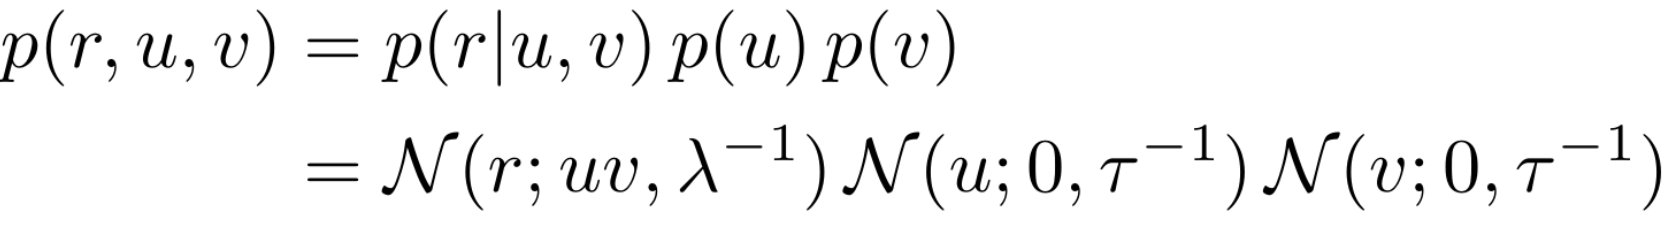 p(r, u, v) = p(r|u, v) p(u) p(v)
= 𝒩(r; uv, λ⁻¹) 𝒩(u; 0, τ⁻¹) 𝒩(v; 0, τ⁻¹)